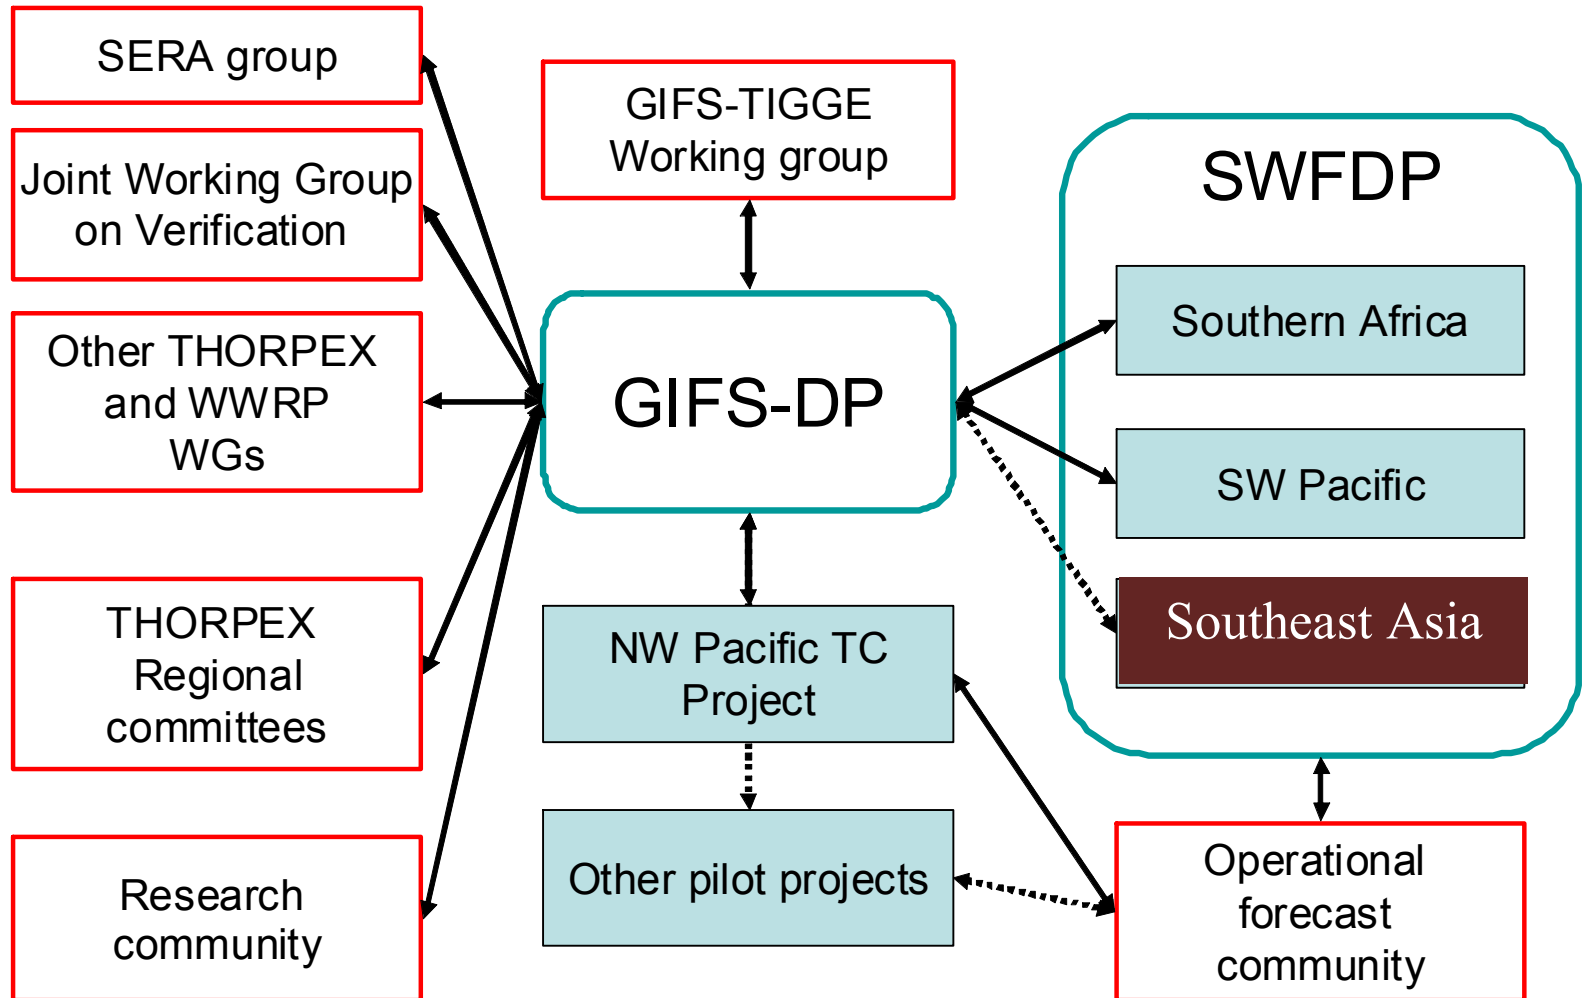 SERA group
Joint Working Group
on Verification
Other THORPEX
and WWRP
WGs
THORPEX
Regional
committees
Research
community
GIFS-TIGGE
Working group
GIFS-DP
NW Pacific TC
Project
Other pilot projects
SWFDP
Southern Africa
SW Pacific
Southeast Asia
Operational
forecast
community